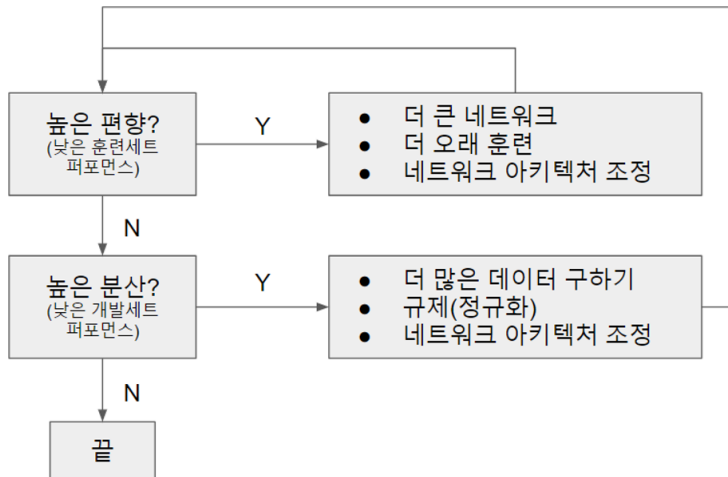 높은 편향?
(낮은 훈련세트
퍼포먼스)
Y
● 더 큰 네트워크
● 더 오래 훈련
● 네트워크 아키텍처 조정
N
높은 분산?
(낮은 개발세트
퍼포먼스)
Y
● 더 많은 데이터 구하기
● 규제(정규화)
● 네트워크 아키텍처 조정
N
끝